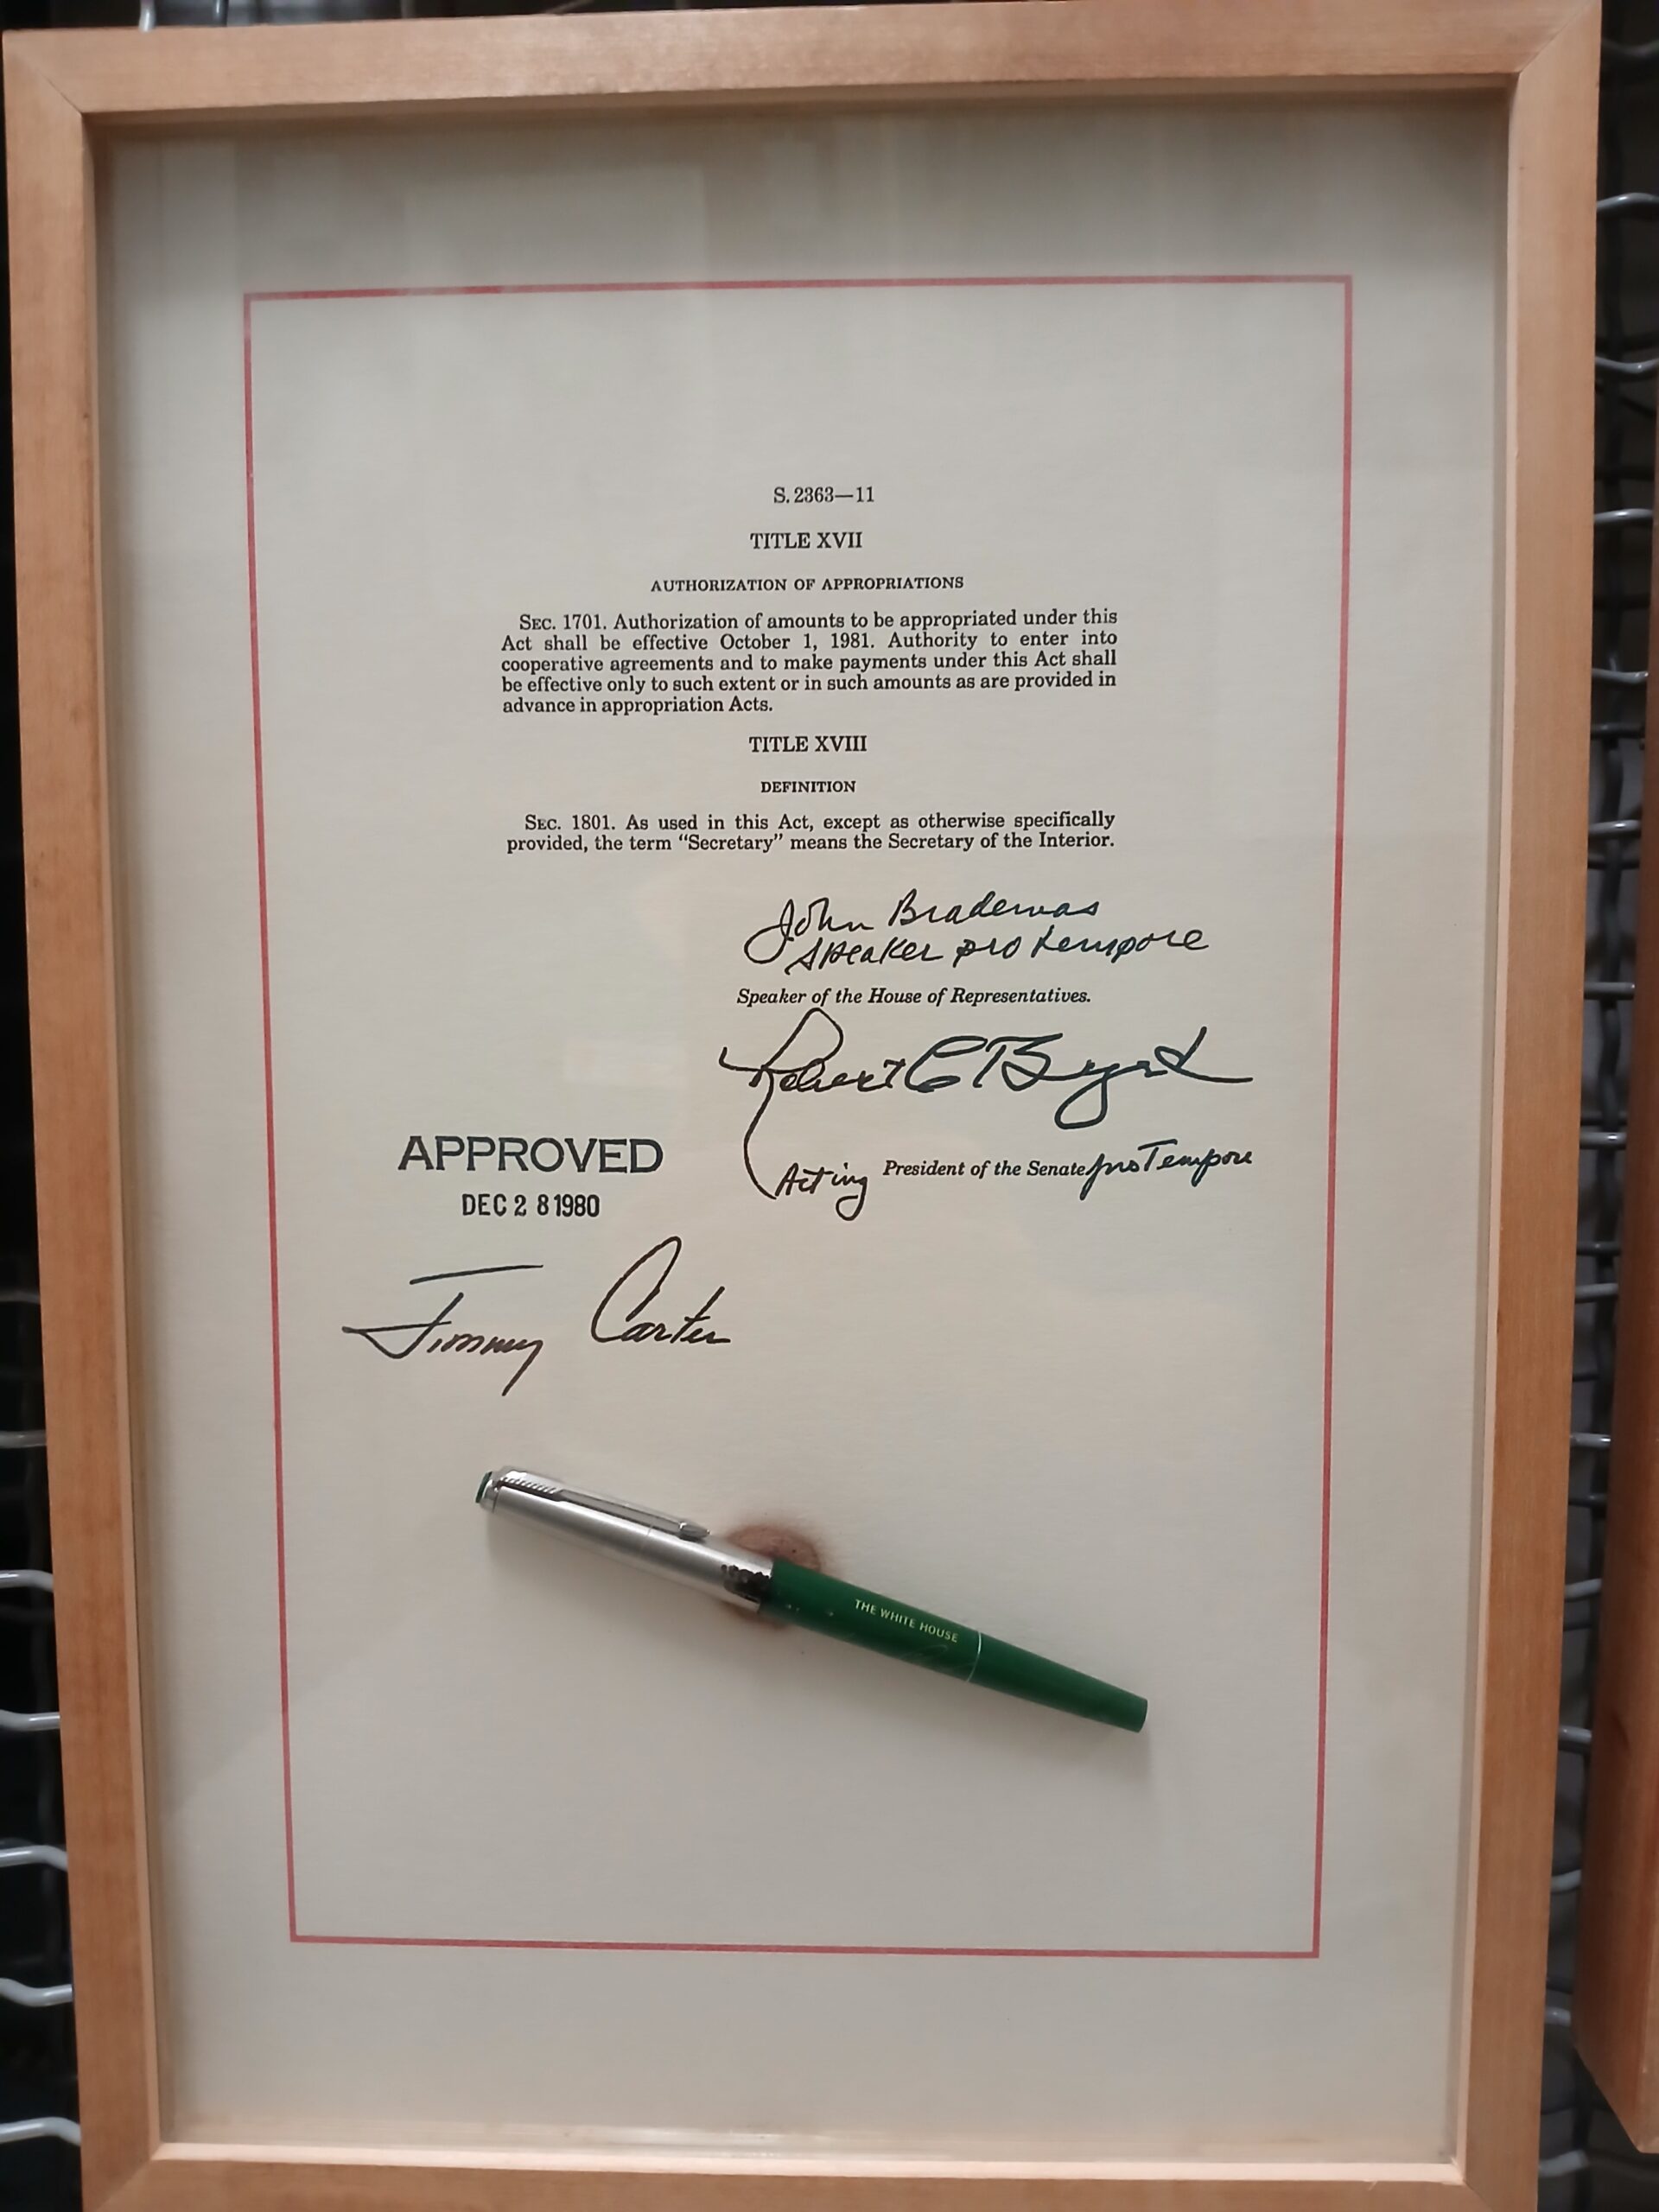 S. 2363—11
TITLE XVII
AUTHORIZATION OF APPROPRIATIONS
SEC. 1701. Authorization of amounts to be appropriated under this
Act shall be effective October 1, 1981. Authority to enter into
cooperative agreements and to make payments under this Act shall
be effective only to such extent or in such amounts as are provided in
advance in appropriation Acts.
TITLE XVIII
DEFINITION
SEC. 1801. As used in this Act, except as otherwise specifically
provided, the term “Secretary” means the Secretary of the Interior.
John Brademas
Speaker pro tempore
Speaker of the House of Representatives.
Robert C Byrd
Acting President of the Senate pro Tempore
APPROVED
DEC 28 1980
Jimmy Carter
THE WHITE HOUSE